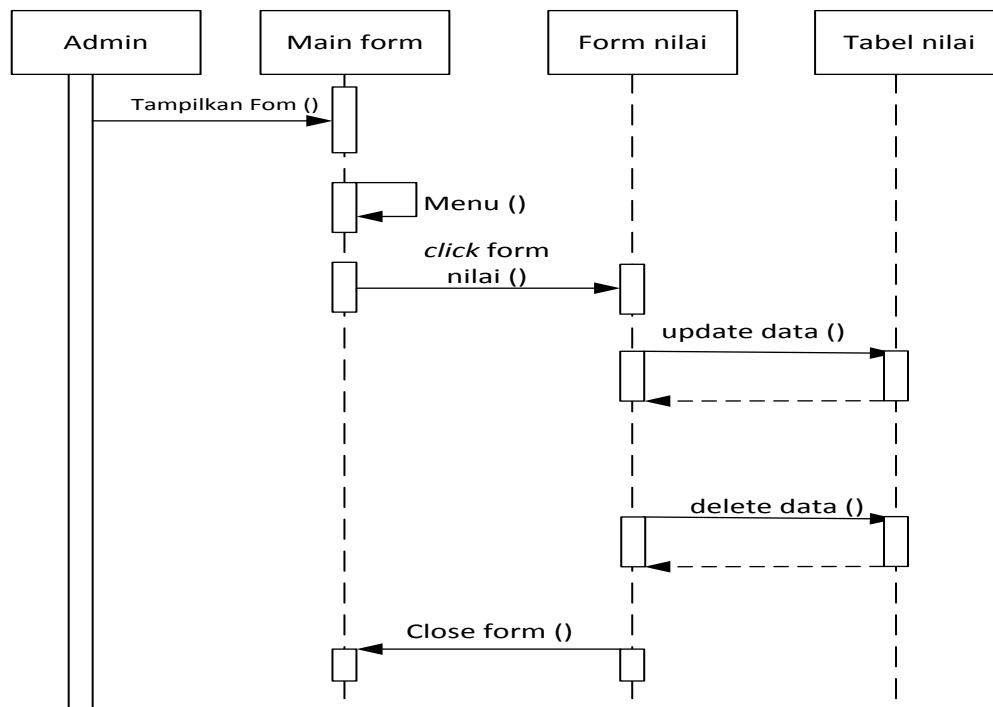 Admin
Main form
Form nilai
Tabel nilai
Tampilkan Fom ()
Menu ()
click form
nilai ()
update data ()
delete data ()
Close form ()